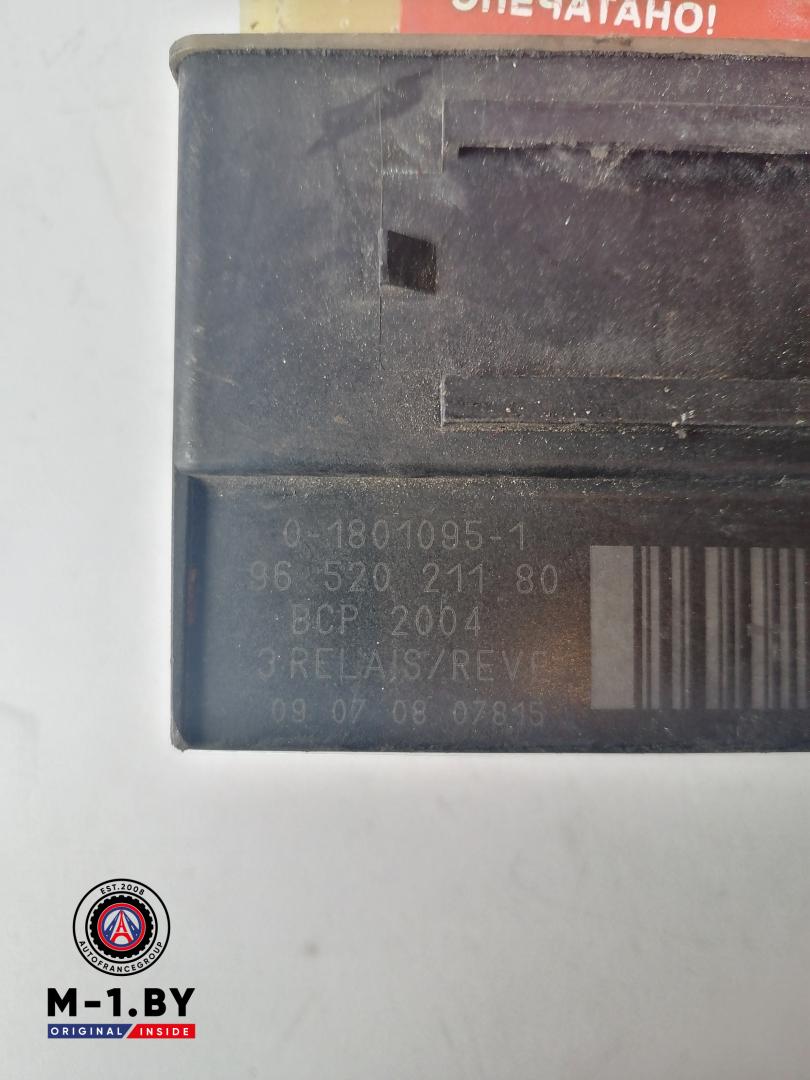 ОПЕЧАТАНО!
0-1801095-1
96 520 211 80
BCP 2004
3 RELAIS/REVE
09 07 08 07815
EST.2008
AUTOFRANCEGROUP
M-1.BY
ORIGINAL INSIDE